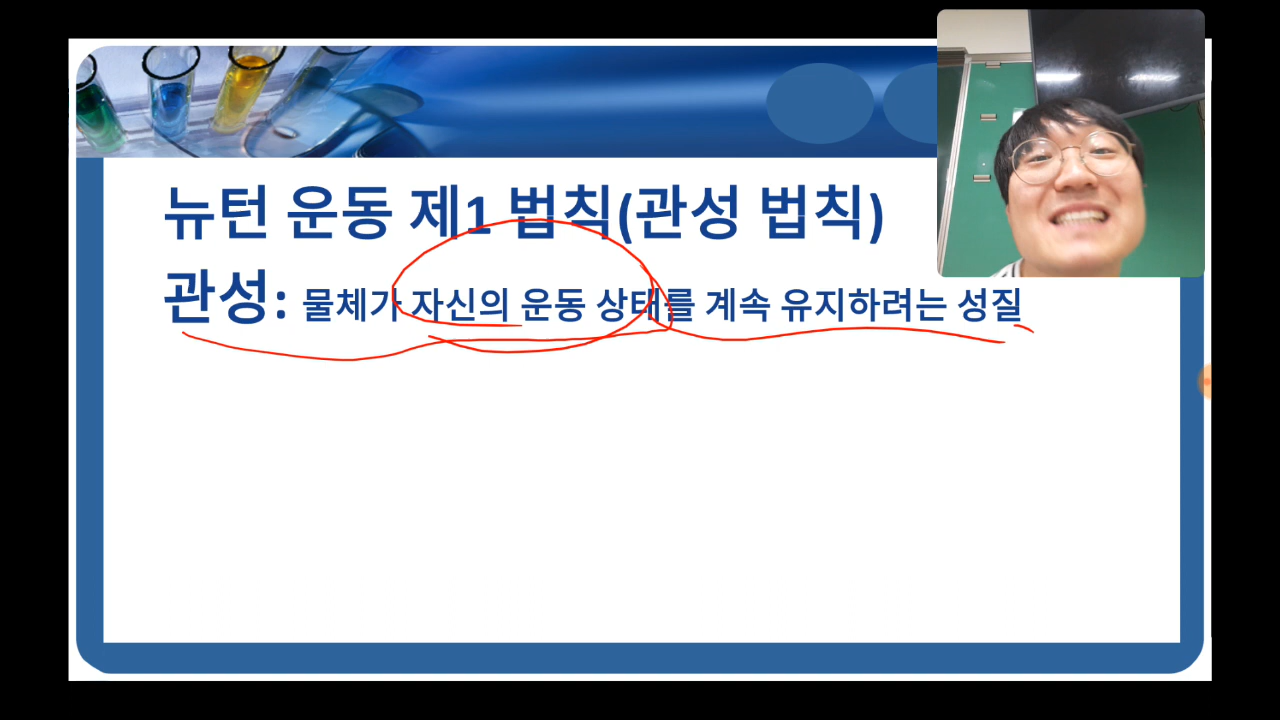 뉴턴 운동 제1 법칙(관성 법칙)
관성: 물체가 자신의 운동 상태를 계속 유지하려는 성질